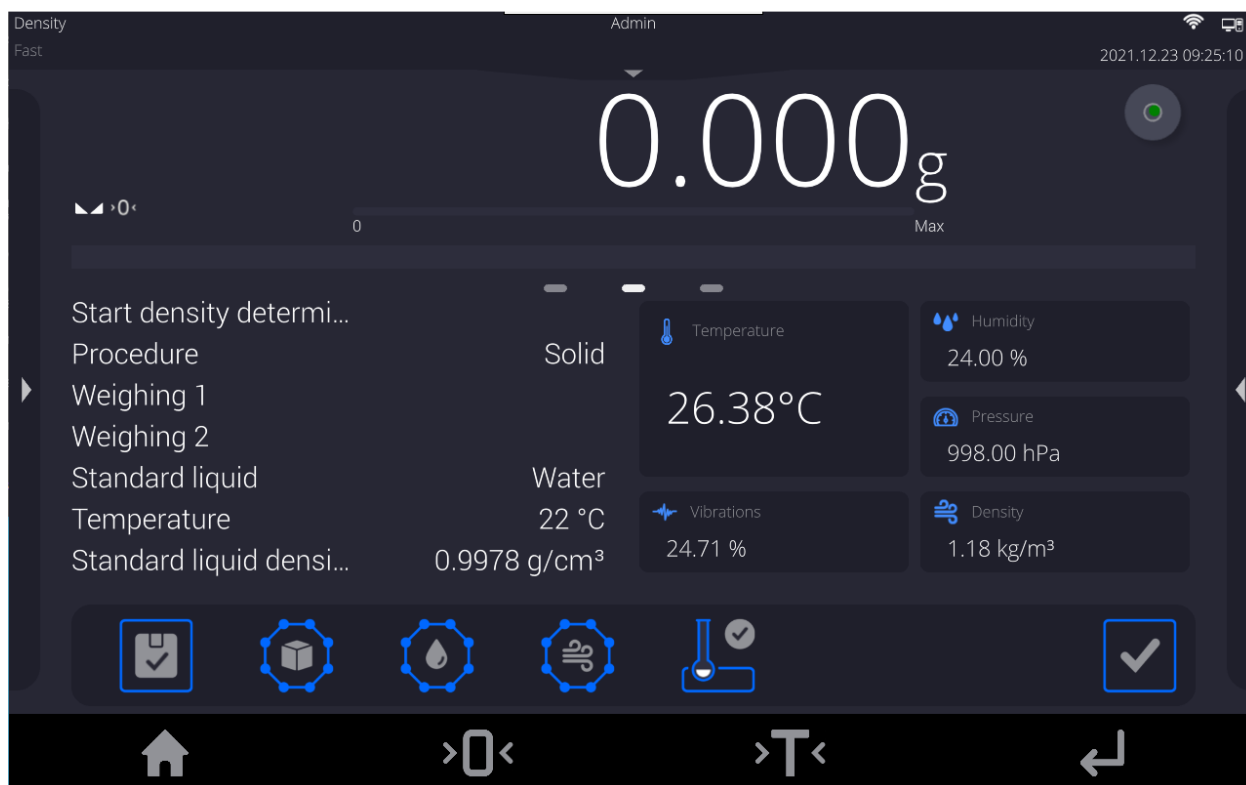 Density
Admin
Fast
2021.12.23 09:25:10
0.000 g
>0<
0
Max
Start density determi...
Procedure Solid
Weighing 1
Weighing 2
Standard liquid Water
Temperature 22 °C
Standard liquid densi... 0.9978 g/cm³
Temperature
26.38°C
Vibrations
24.71 %
Humidity
24.00 %
Pressure
998.00 hPa
Density
1.18 kg/m³
>0<
>T<